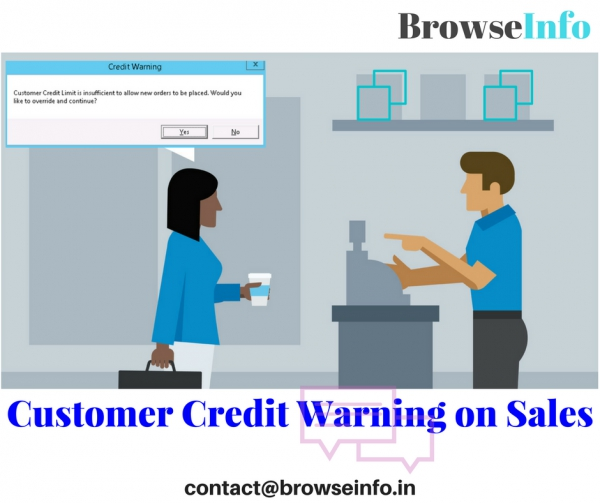 BrowseInfo
Credit Warning
x
Customer Credit Limit is insufficient to allow new orders to be placed. Would you
like to override and continue?
Yes No
Customer Credit Warning on Sales
contact@browseinfo.in